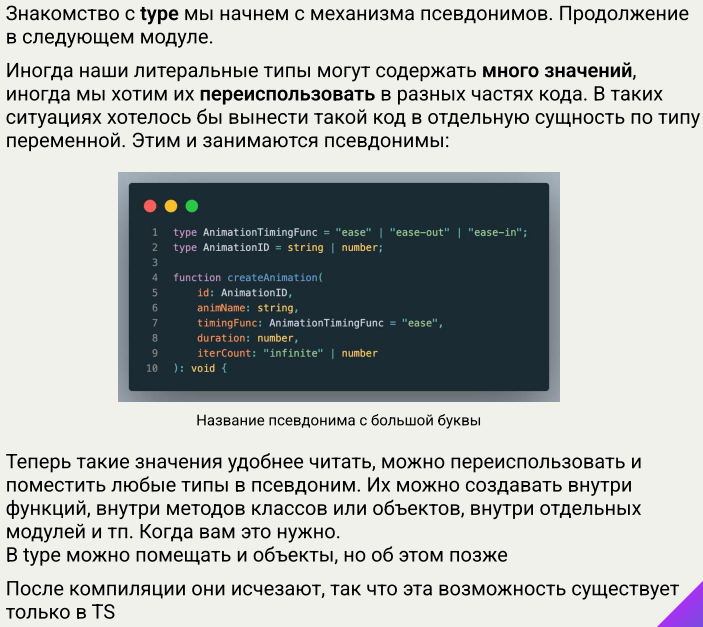 Знакомство с type мы начнем с механизма псевдонимов. Продолжение
в следующем модуле.
Иногда наши литеральные типы могут содержать много значений,
иногда мы хотим их переиспользовать в разных частях кода. В таких
ситуациях хотелось бы вынести такой код в отдельную сущность по типу
переменной. Этим и занимаются псевдонимы:
1 type AnimationTimingFunc = "ease" | "ease-out" | "ease-in";
2 type AnimationID = string | number;
3
4 function createAnimation(
5 id: AnimationID,
6 animName: string,
7 timingFunc: AnimationTimingFunc = "ease",
8 duration: number,
9 iterCount: "infinite" | number
10 ): void {
Название псевдонима с большой буквы
Теперь такие значения удобнее читать, можно переиспользовать и
поместить любые типы в псевдоним. Их можно создавать внутри
функций, внутри методов классов или объектов, внутри отдельных
модулей и тп. Когда вам это нужно.
В type можно помещать и объекты, но об этом позже
После компиляции они исчезают, так что эта возможность существует
только в TS